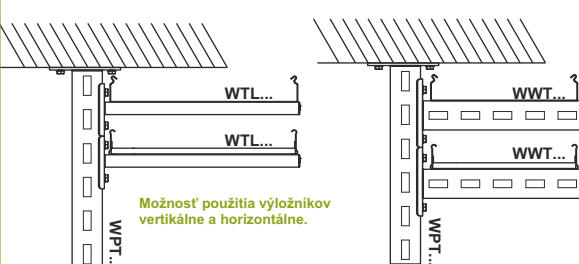 WTL...
WTL...
Možnosť použitia výložníkov
vertikálne a horizontálne.
WPT...
WWT...
WWT...
WPT...